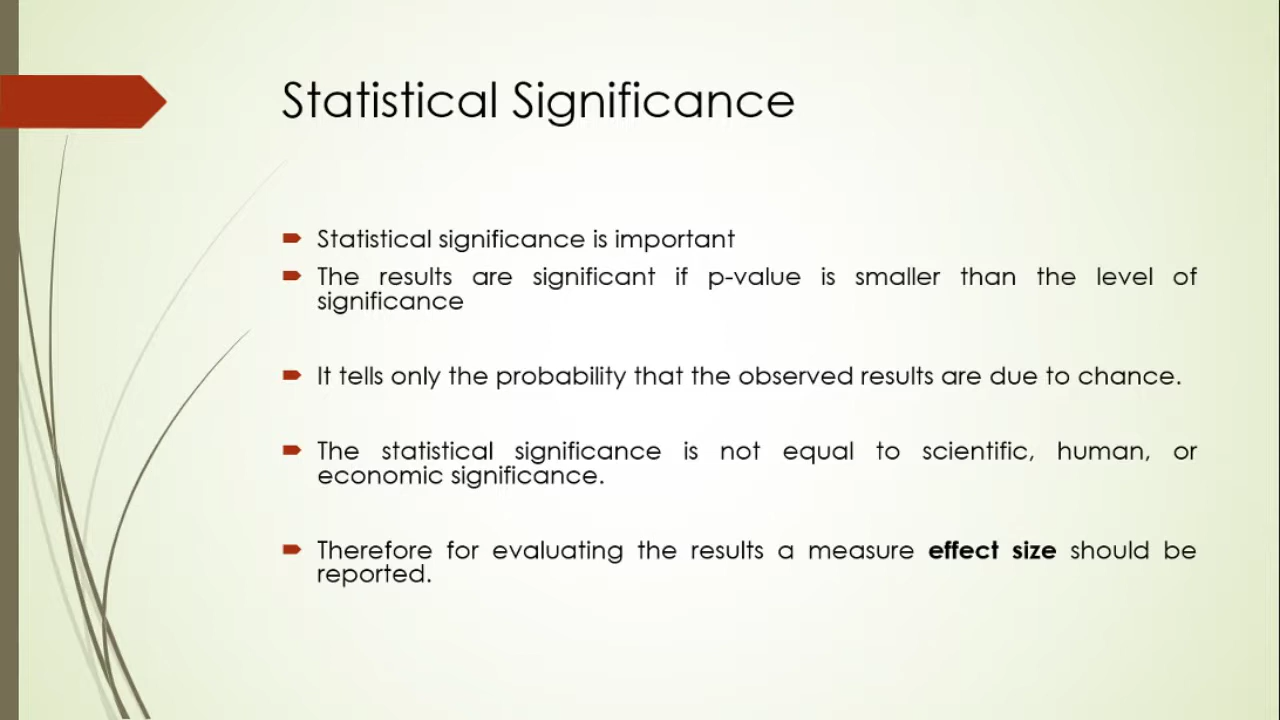 Statistical Significance
Statistical significance is important
The results are significant if p-value is smaller than the level of
significance
It tells only the probability that the observed results are due to chance.
The statistical significance is not equal to scientific, human, or
economic significance.
Therefore for evaluating the results a measure effect size should be
reported.